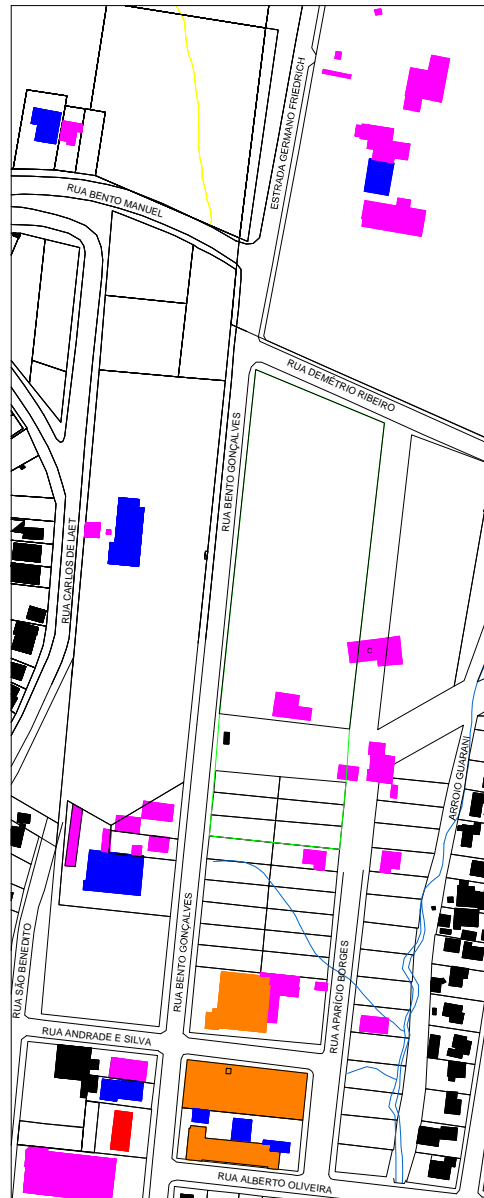 ESTRADA GERMANO FRIEDRICH
RUA BENTO MANUEL
RUA DEMÉTRIO RIBEIRO
RUA BENTO GONÇALVES
RUA CARLOS DE LAET
C
ARROIO GUARANI
RUA SÃO BENEDITO
RUA BENTO GONÇALVES
RUA APARÍCIO BORGES
RUA ANDRADE E SILVA
RUA ALBERTO OLIVEIRA